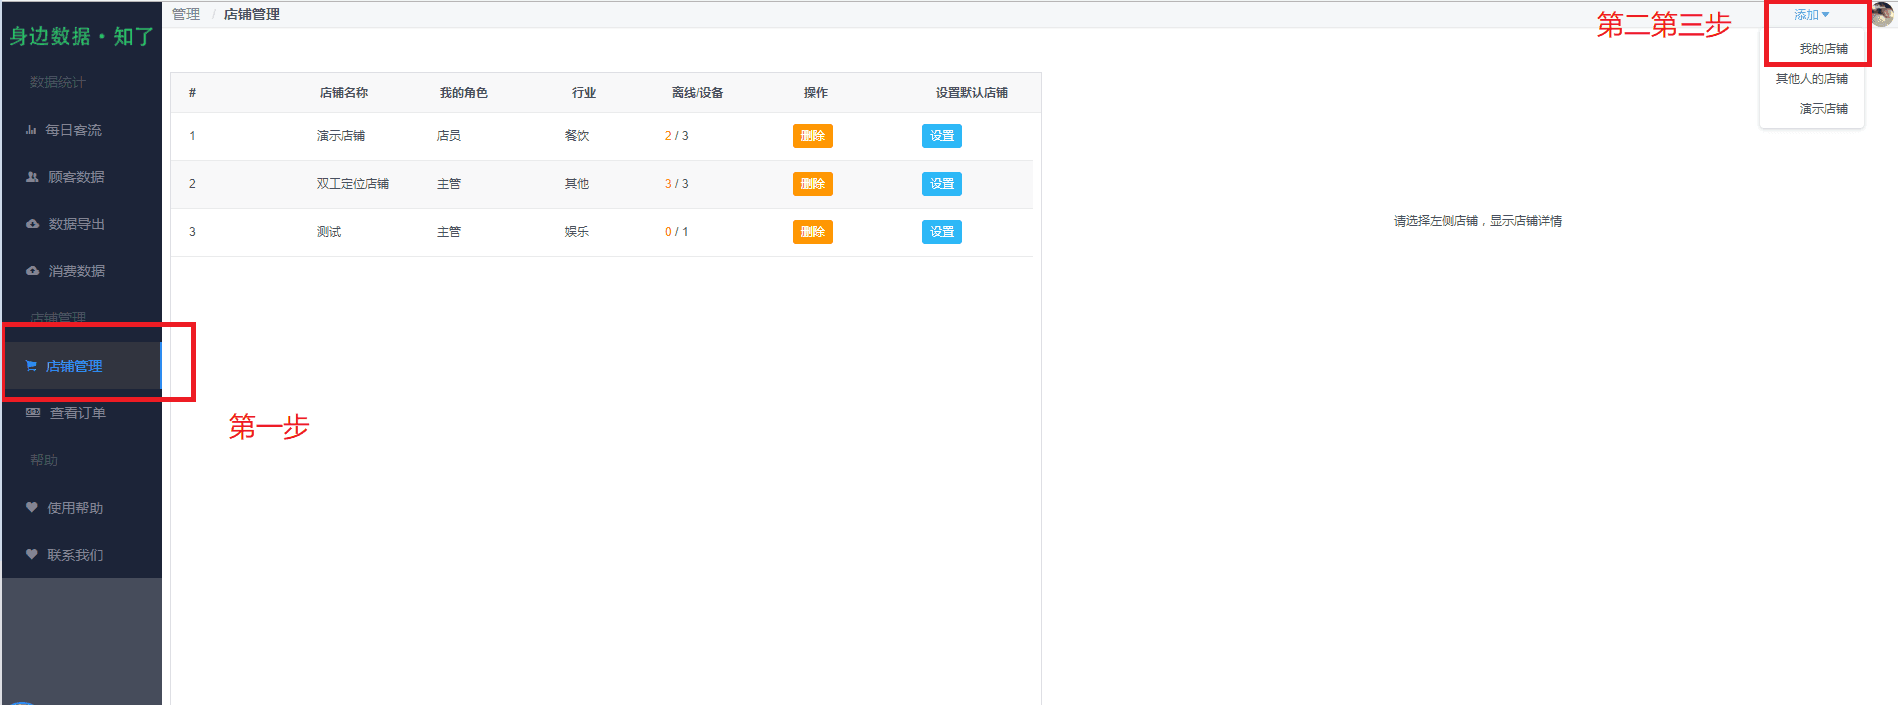 身边数据·知了
数据统计
每日客流
顾客数据
数据导出
消费数据
店铺管理
店铺管理
查看订单
帮助
使用帮助
联系我们
管理 / 店铺管理
第二第三步
添加
我的店铺
其他人的店铺
演示店铺
# 店铺名称 我的角色 行业 离线/设备 操作 设置默认店铺
1 演示店铺 店员 餐饮 2 / 3 删除 设置
2 双工定位店铺 主管 其他 3 / 3 删除 设置
3 测试 主管 娱乐 0 / 1 删除 设置
请选择左侧店铺，显示店铺详情
第一步